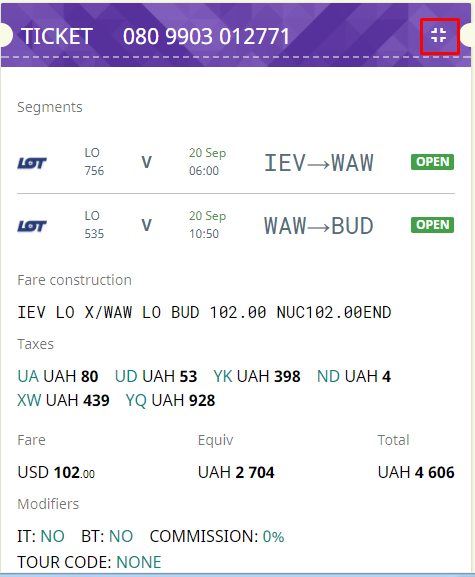 TICKET 080 9903 012771
Segments
LOT LO V 20 Sep IEV→WAW OPEN
756 06:00
LOT LO V 20 Sep WAW→BUD OPEN
535 10:50
Fare construction
IEV LO X/WAW LO BUD 102.00 NUC102.00END
Taxes
UA UAH 80 UD UAH 53 YK UAH 398 ND UAH 4
XW UAH 439 YQ UAH 928
Fare Equiv Total
USD 102.00 UAH 2 704 UAH 4 606
Modifiers
IT: NO BT: NO COMMISSION: 0%
TOUR CODE: NONE